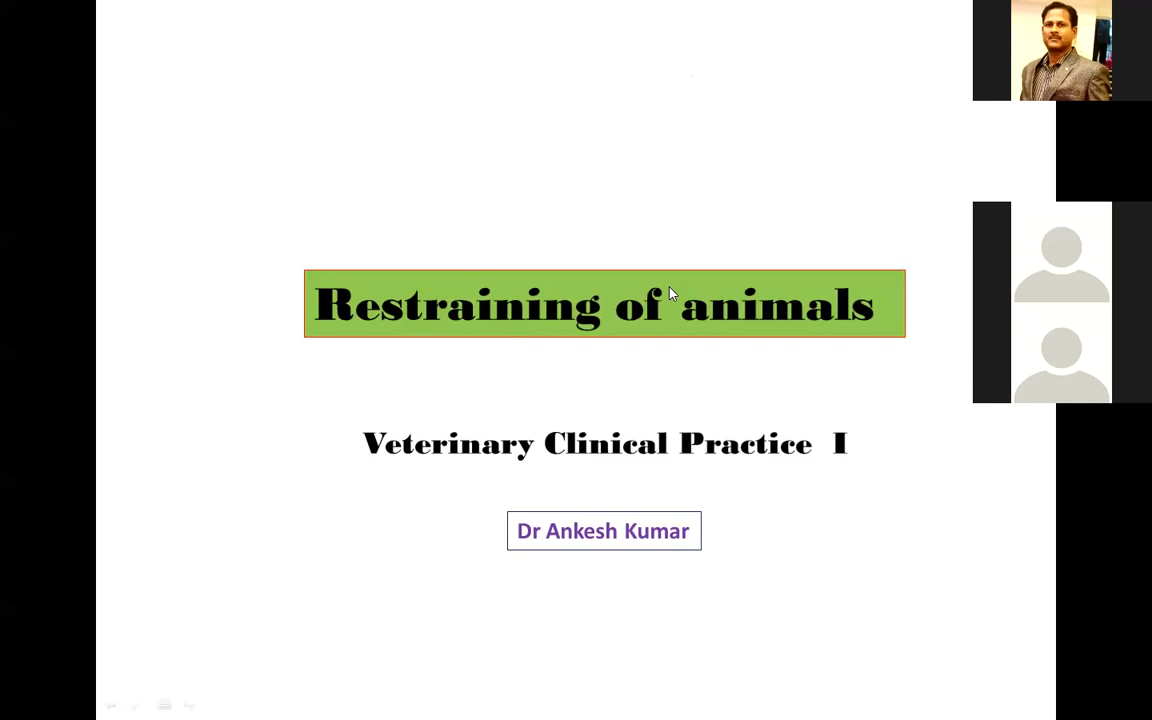 Restraining of animals
Veterinary Clinical Practice I
Dr Ankesh Kumar